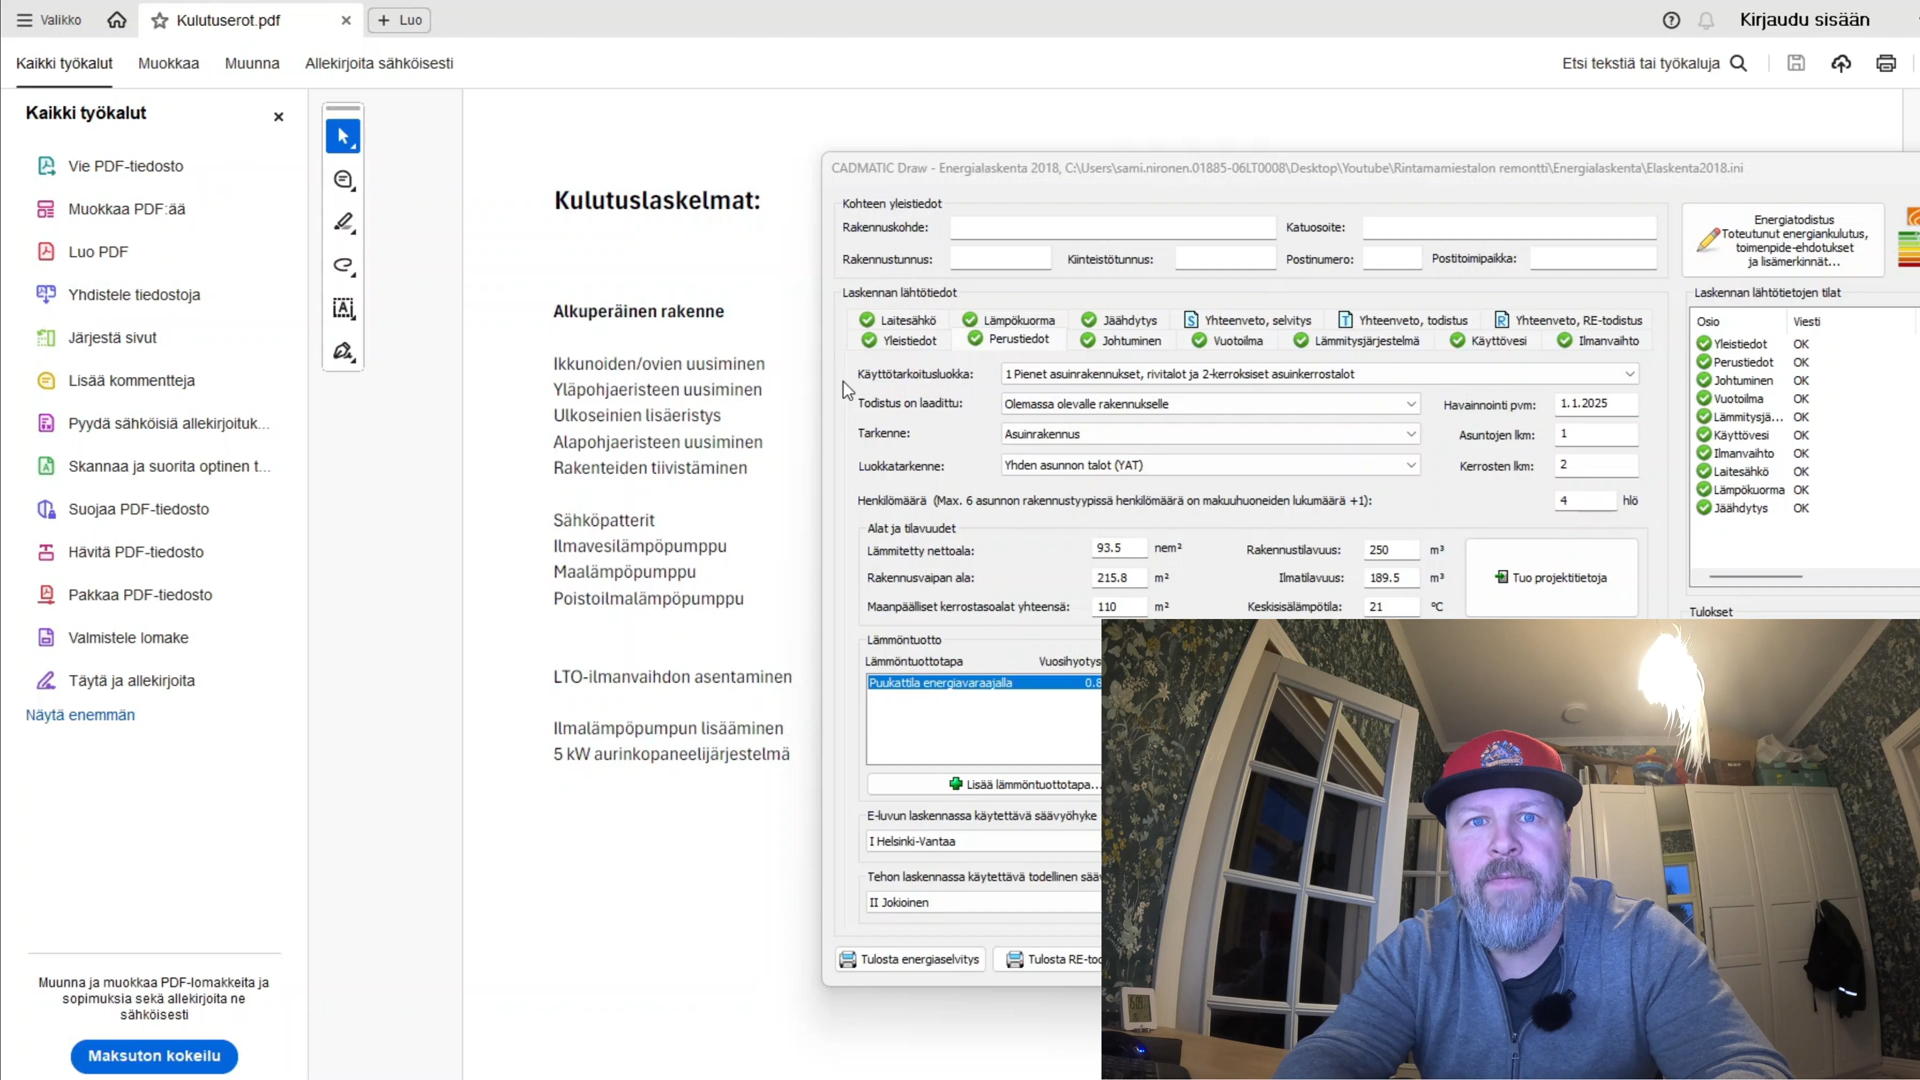 Valikko
Kulutuserot.pdf
Luo
Kirjaudu sisään
Kaikki työkalut
Muokkaa
Muunna
Allekirjoita sähköisesti
Etsi tekstiä tai työkaluja
Kaikki työkalut
Vie PDF-tiedosto
Muokkaa PDF:ää
Luo PDF
Yhdistele tiedostoja
Järjestä sivut
Lisää kommentteja
Pyydä sähköisiä allekirjoituk...
Skannaa ja suorita optinen t...
Suojaa PDF-tiedosto
Hävitä PDF-tiedosto
Pakkaa PDF-tiedosto
Valmistele lomake
Täytä ja allekirjoita
Näytä enemmän
Muunna ja muokkaa PDF-lomakkeita ja
sopimuksia sekä allekirjoita ne
sähköisesti
Maksuton kokeilu
Kulutuslaskelmat:
Alkuperäinen rakenne
Ikkunoiden/ovien uusiminen
Yläpohjaeristeen uusiminen
Ulkoseinien lisäeristys
Alapohjaeristeen uusiminen
Rakenteiden tiivistäminen
Sähköpatterit
Ilmavesilämpöpumppu
Maalämpöpumppu
Poistoilmalämpöpumppu
LTO-ilmanvaihdon asentaminen
Ilmalämpöpumpun lisääminen
5 kW aurinkopaneelijärjestelmä
CADMATIC Draw - Energialaskenta 2018, C:\Users\sami.nironen.01885-06LT0008\Desktop\Youtube\Rintamamiestalon remontti\Energialaskenta\Elaskenta2018.ini
Kohteen yleistiedot
Rakennuskohde:
Katuosoite:
Rakennustunnus:
Kiinteistötunnus:
Postinumero:
Postitoimipaikka:
Energiatodistus
Toteutunut energiankulutus,
toimenpide-ehdotukset
ja lisämerkinnät...
Laskennan lähtötiedot
Laitesähkö
Lämpökuorma
Jäähdytys
Yhteenveto, selvitys
Yhteenveto, todistus
Yhteenveto, RE-todistus
Yleistiedot
Perustiedot
Johtuminen
Vuotoilma
Lämmitysjärjestelmä
Käyttövesi
Ilmanvaihto
Käyttötarkoitusluokka:
1 Pienet asuinrakennukset, rivitalot ja 2-kerroksiset asuinkerrostalot
Todistus on laadittu:
Olemassa olevalle rakennukselle
Havainnointi pvm:
1.1.2025
Tarkenne:
Asuinrakennus
Asuntojen lkm:
1
Luokkatarkenne:
Yhden asunnon talot (YAT)
Kerrosten lkm:
2
Henkilömäärä (Max. 6 asunnon rakennustyypissä henkilömäärä on makuuhuoneiden lukumäärä +1):
4
hlö
Alat ja tilavuudet
Lämmitetty nettoala:
93.5
nem²
Rakennustilavuus:
250
m³
Rakennusvaipan ala:
215.8
m²
Ilmatilavuus:
189.5
m³
Maanpäälliset kerrostasoalat yhteensä:
110
m²
Keskisisälämpötila:
21
°C
Tuo projektitietoja
Lämmöntuotto
Lämmöntuottotapa
Vuosihyötys
Puukattila energiavaraajalla
0.8
Lisää lämmöntuottotapa...
E-luvun laskennassa käytettävä säävyöhyke
I Helsinki-Vantaa
Tehon laskennassa käytettävä todellinen sää
II Jokioinen
Tulosta energiaselvitys
Tulosta RE-to
Laskennan lähtötietojen tilat
Osio
Viesti
Yleistiedot OK
Perustiedot OK
Johtuminen OK
Vuotoilma OK
Lämmitysjä... OK
Käyttövesi OK
Ilmanvaihto OK
Laitesähkö OK
Lämpökuorma OK
Jäähdytys OK
Tulokset